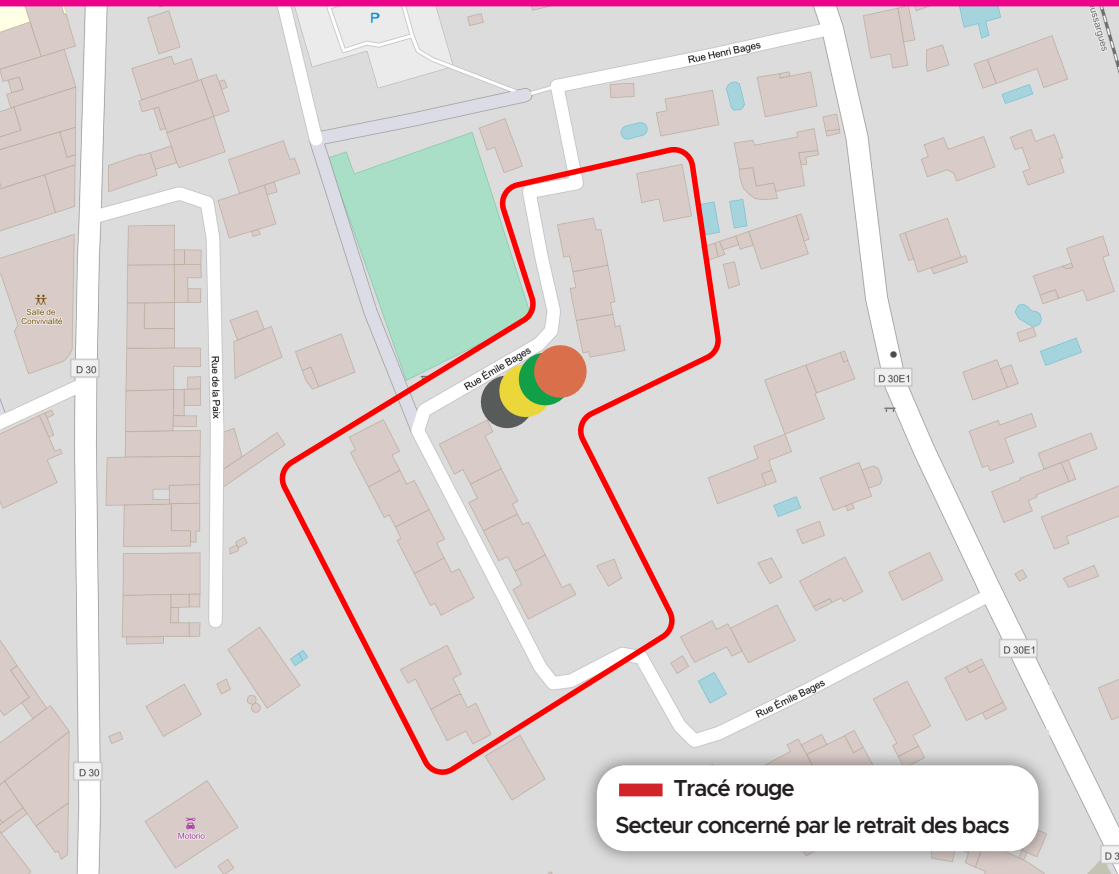 P
Rue Henri Bages
Salle de
Convivialité
D 30
Rue de la Paix
Rue Émile Bages
D 30E1
D 30E1
Rue Émile Bages
D 30
Motorio
Tracé rouge
Secteur concerné par le retrait des bacs